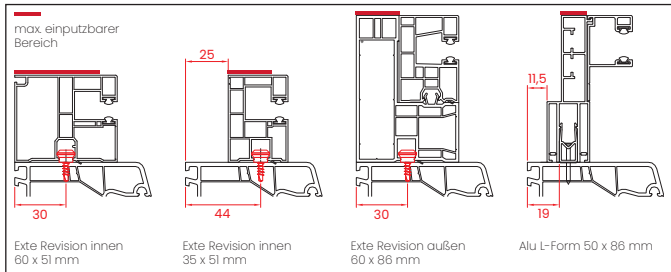 max. einputzbarer
Bereich
25
11,5
30
44
30
19
Exte Revision innen
60 x 51 mm
Exte Revision innen
35 x 51 mm
Exte Revision außen
60 x 86 mm
Alu L-Form 50 x 86 mm